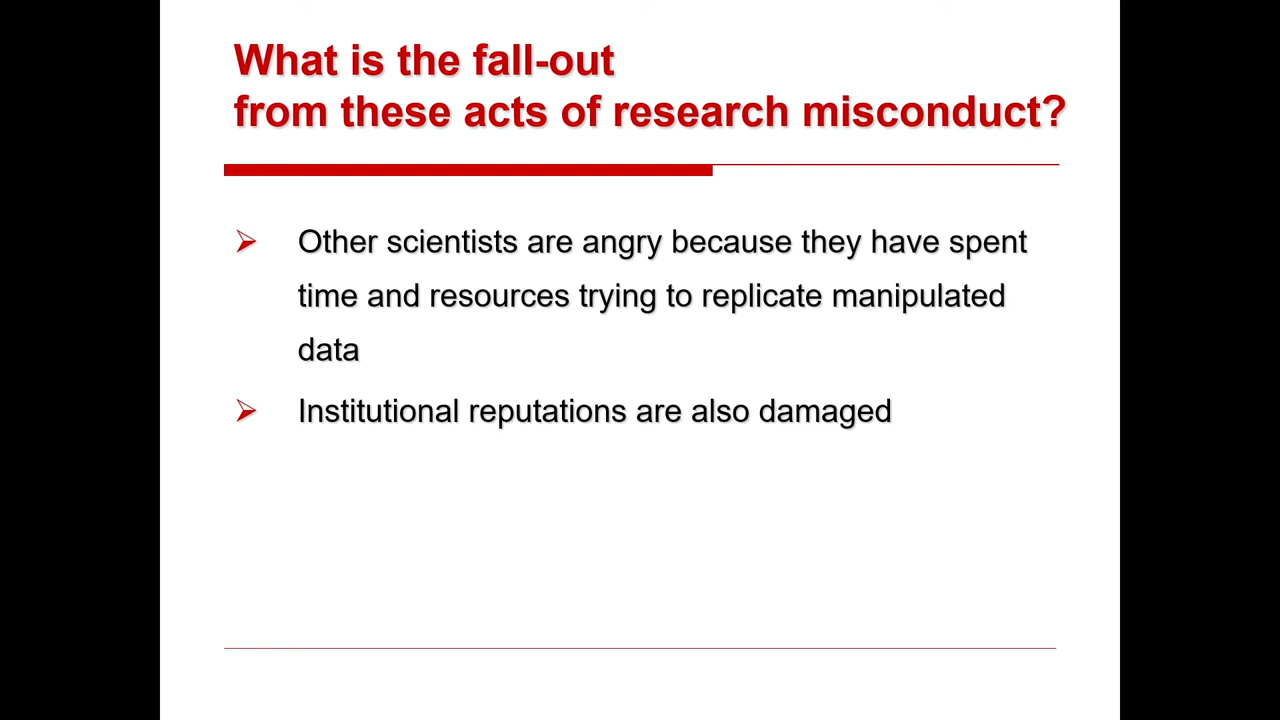 What is the fall-out
from these acts of research misconduct?
Other scientists are angry because they have spent
time and resources trying to replicate manipulated
data
Institutional reputations are also damaged